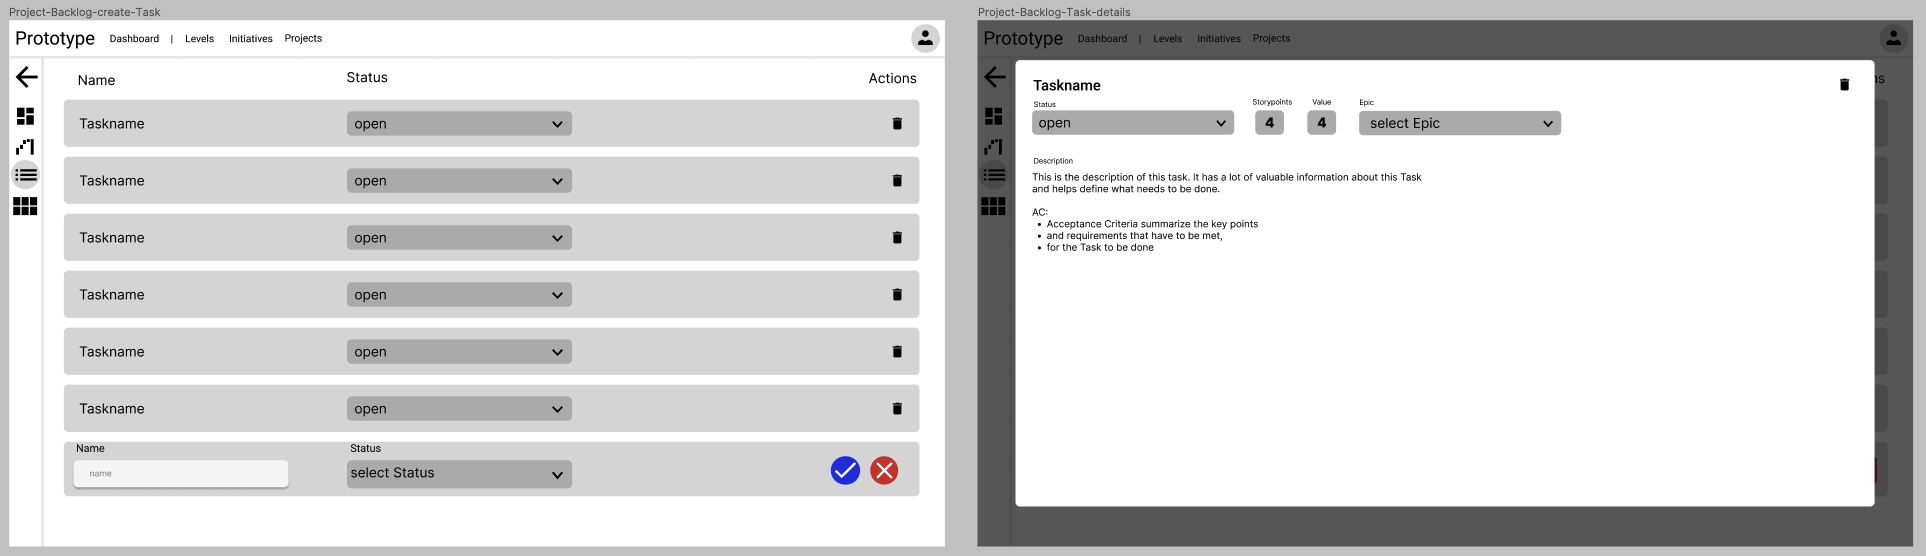 Project-Backlog-create-Task
Prototype Dashboard | Levels Initiatives Projects
Name Status Actions
Taskname open
Taskname open
Taskname open
Taskname open
Taskname open
Taskname open
Name Status
name select Status
Project-Backlog-Task-details
Prototype Dashboard | Levels Initiatives Projects
Taskname
Status Storypoints Value Epic
open 4 4 select Epic
Description
This is the description of this task. It has a lot of valuable information about this Task
and helps define what needs to be done.
AC:
• Acceptance Criteria summarize the key points
• and requirements that have to be met,
• for the Task to be done